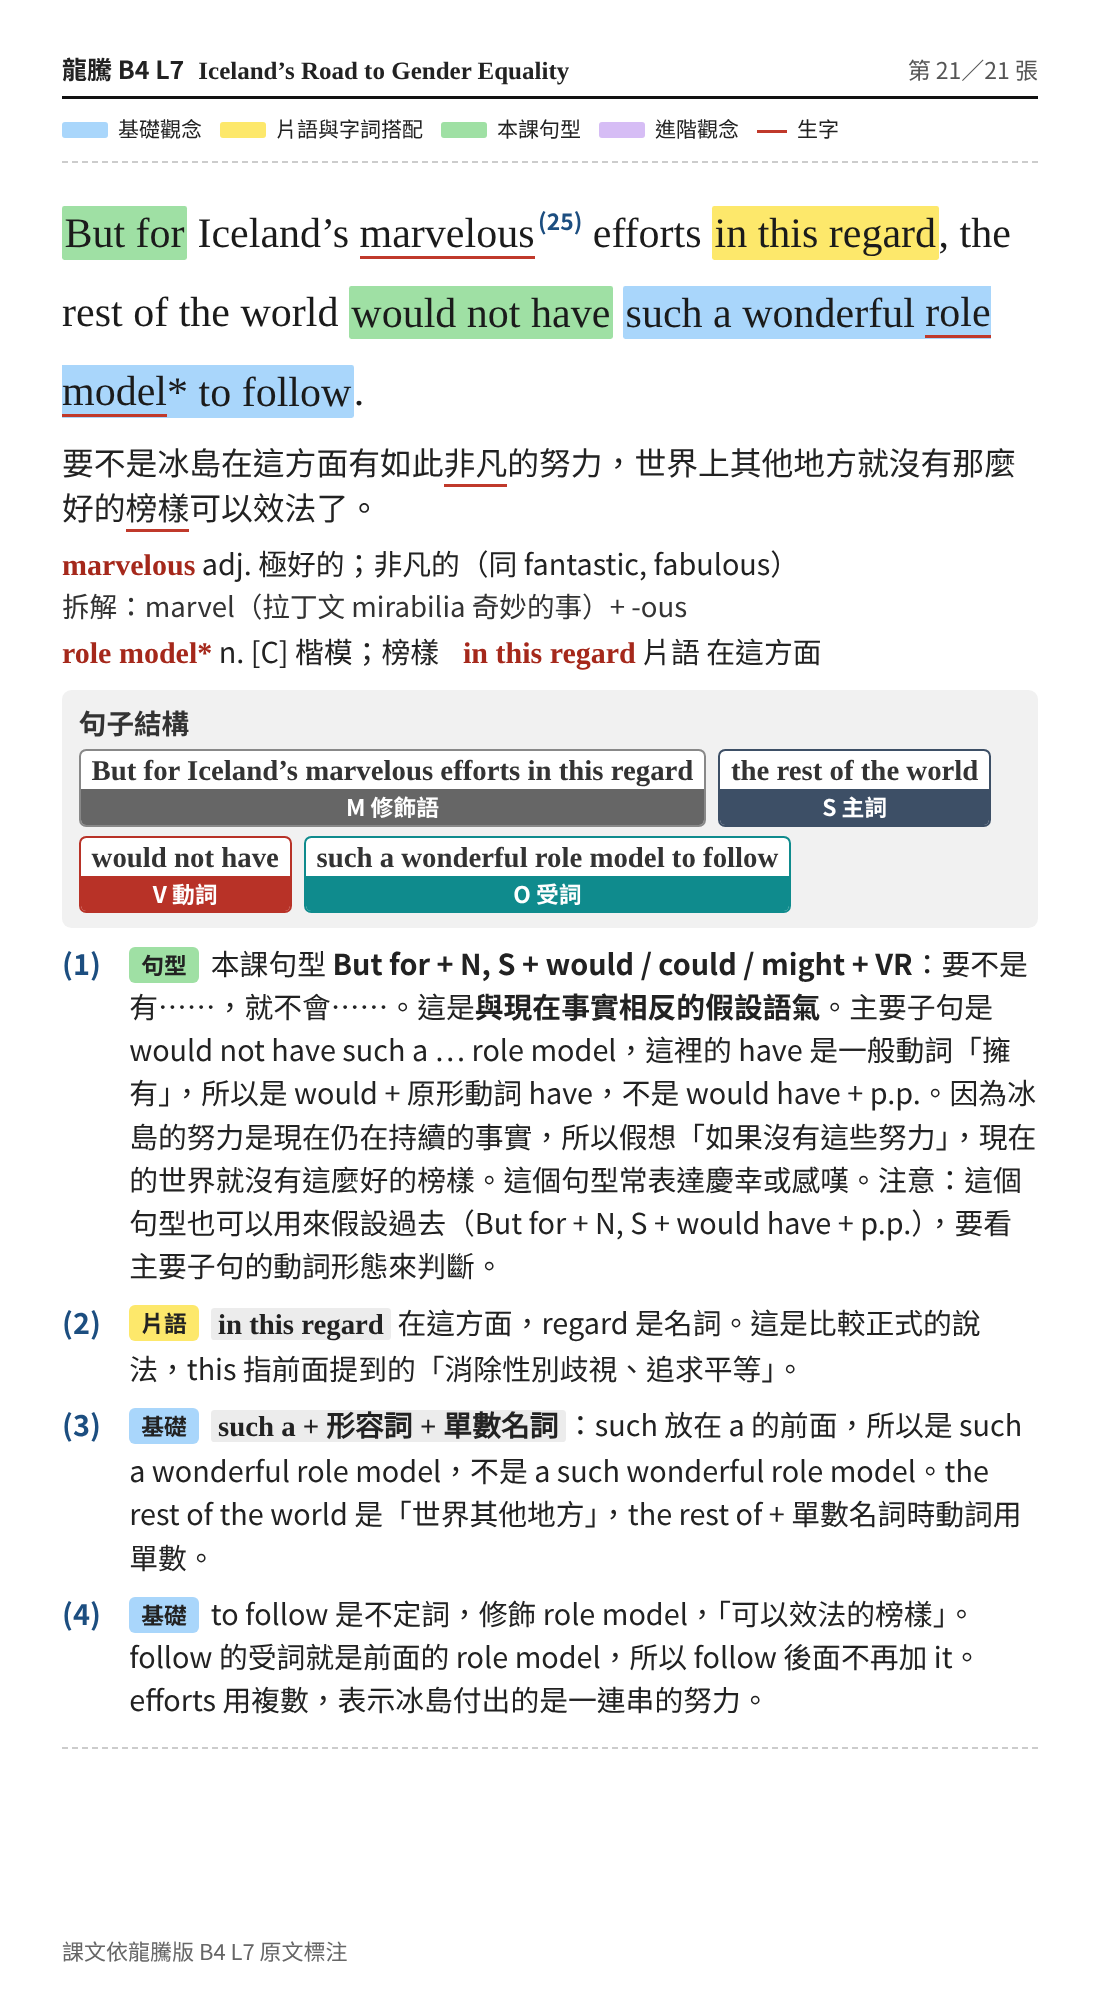 龍騰 B4 L7 Iceland’s Road to Gender Equality
第 21／21 張
基礎觀念 片語與字詞搭配 本課句型 進階觀念 生字
But for Iceland’s marvelous(25) efforts in this regard, the
rest of the world would not have such a wonderful role
model* to follow.
要不是冰島在這方面有如此非凡的努力，世界上其他地方就沒有那麼
好的榜樣可以效法了。
marvelous adj. 極好的；非凡的（同 fantastic, fabulous）
拆解：marvel（拉丁文 mirabilia 奇妙的事）+ -ous
role model* n. [C] 楷模；榜樣 in this regard 片語 在這方面
句子結構
But for Iceland’s marvelous efforts in this regard the rest of the world
M 修飾語 S 主詞
would not have such a wonderful role model to follow
V 動詞 O 受詞
(1) 句型 本課句型 But for + N, S + would / could / might + VR：要不是
有⋯⋯，就不會⋯⋯。這是與現在事實相反的假設語氣。主要子句是
would not have such a … role model，這裡的 have 是一般動詞「擁
有」，所以是 would + 原形動詞 have，不是 would have + p.p.。因為冰
島的努力是現在仍在持續的事實，所以假想「如果沒有這些努力」，現在
的世界就沒有這麼好的榜樣。這個句型常表達慶幸或感嘆。注意：這個
句型也可以用來假設過去（But for + N, S + would have + p.p.），要看
主要子句的動詞形態來判斷。
(2) 片語 in this regard 在這方面，regard 是名詞。這是比較正式的說
法，this 指前面提到的「消除性別歧視、追求平等」。
(3) 基礎 such a + 形容詞 + 單數名詞：such 放在 a 的前面，所以是 such
a wonderful role model，不是 a such wonderful role model。the
rest of the world 是「世界其他地方」，the rest of + 單數名詞時動詞用
單數。
(4) 基礎 to follow 是不定詞，修飾 role model，「可以效法的榜樣」。
follow 的受詞就是前面的 role model，所以 follow 後面不再加 it。
efforts 用複數，表示冰島付出的是一連串的努力。
課文依龍騰版 B4 L7 原文標注